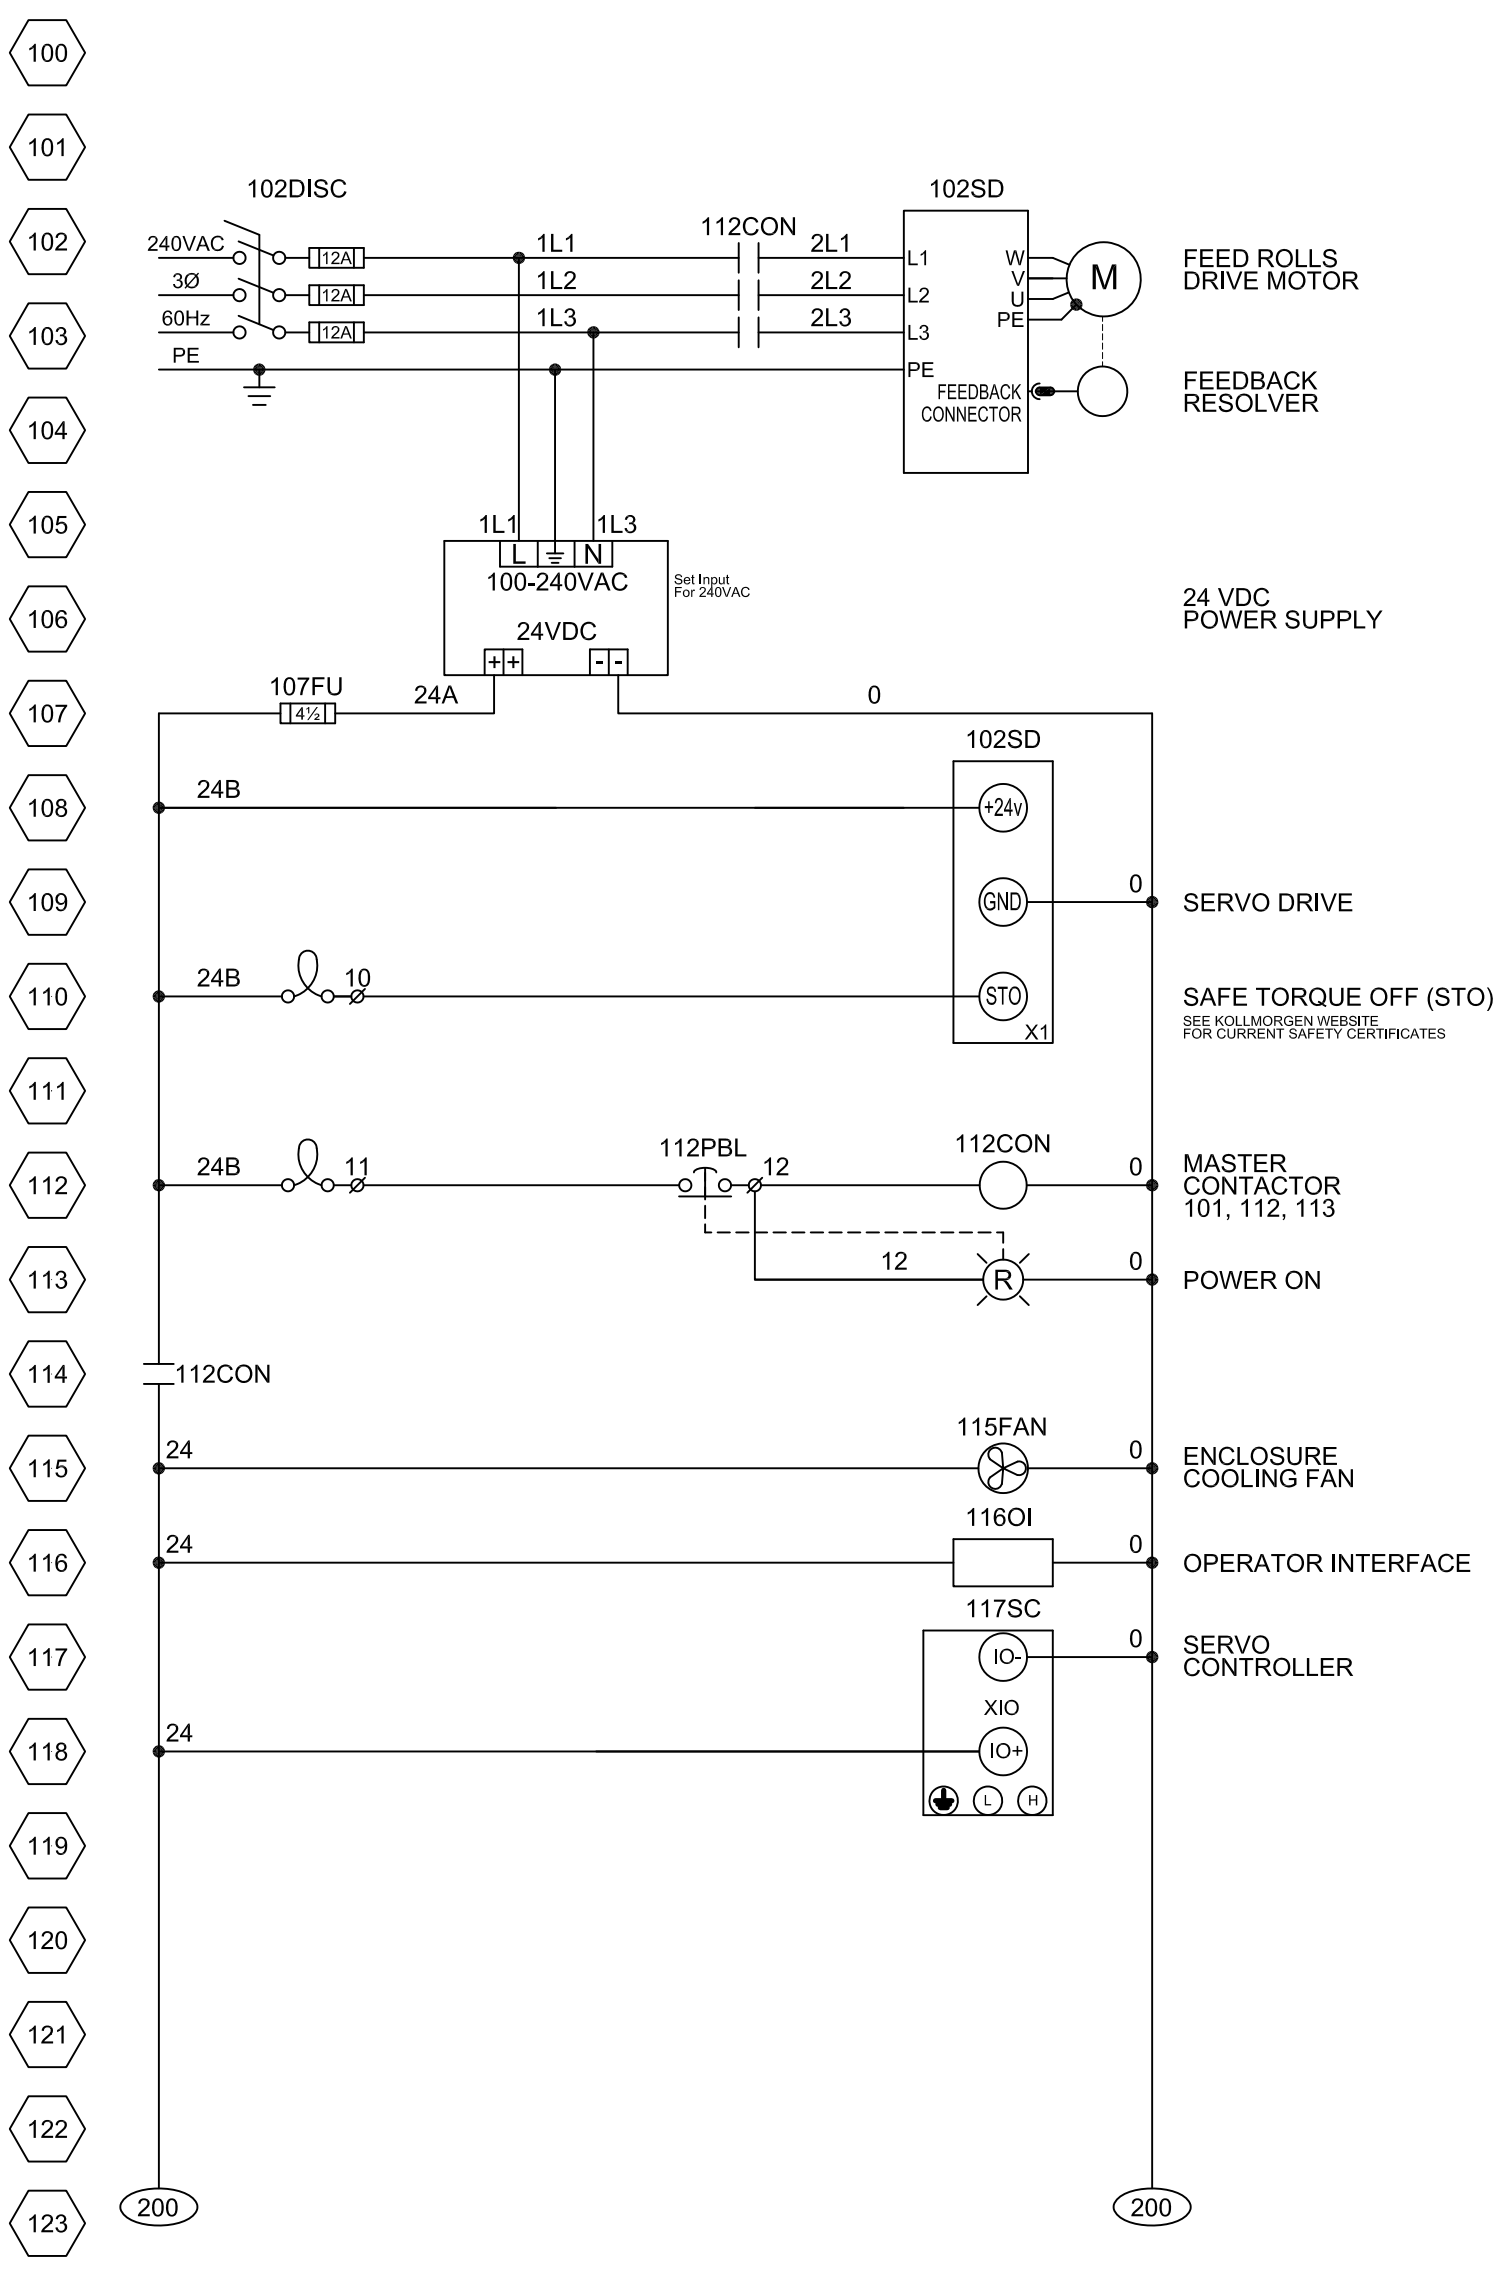 100
101
102DISC
102SD
102
240VAC
12A
1L1
112CON
2L1
L1
W
M
FEED ROLLS
DRIVE MOTOR
3Ø
12A
1L2
2L2
L2
V
U
103
60Hz
12A
1L3
2L3
L3
PE
PE
PE
FEEDBACK
CONNECTOR
FEEDBACK
RESOLVER
104
105
1L1
1L3
L
N
100-240VAC
Set Input
For 240VAC
106
24VDC
24 VDC
POWER SUPPLY
+ + - -
107
107FU
4½
24A
0
102SD
108
24B
+24v
109
GND
0
SERVO DRIVE
110
24B
10
STO
X1
SAFE TORQUE OFF (STO)
SEE KOLLMORGEN WEBSITE
FOR CURRENT SAFETY CERTIFICATES
111
112
24B
11
112PBL
12
112CON
0
MASTER
CONTACTOR
101, 112, 113
113
12
R
0
POWER ON
114
112CON
115
24
115FAN
0
ENCLOSURE
COOLING FAN
116
24
116OI
0
OPERATOR INTERFACE
117
117SC
IO-
0
SERVO
CONTROLLER
XIO
118
24
IO+
L
H
119
120
121
122
123
200
200